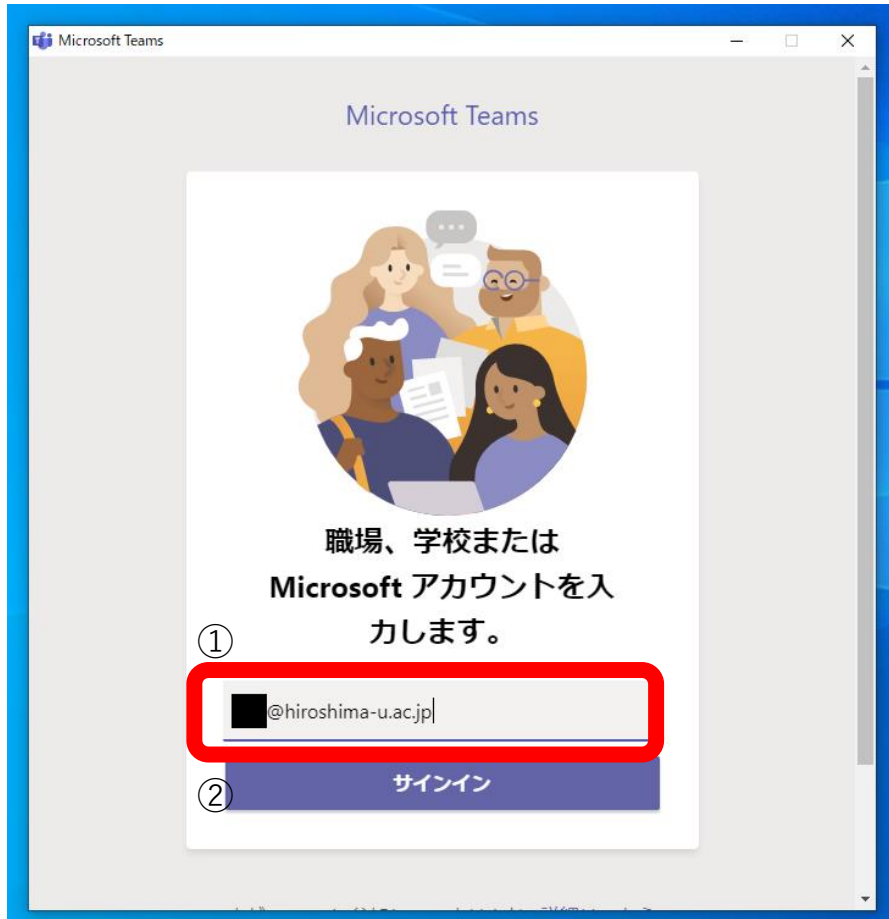 Microsoft Teams
Microsoft Teams
職場、学校または
Microsoft アカウントを入
力します。
①
@hiroshima-u.ac.jp
②
サインイン